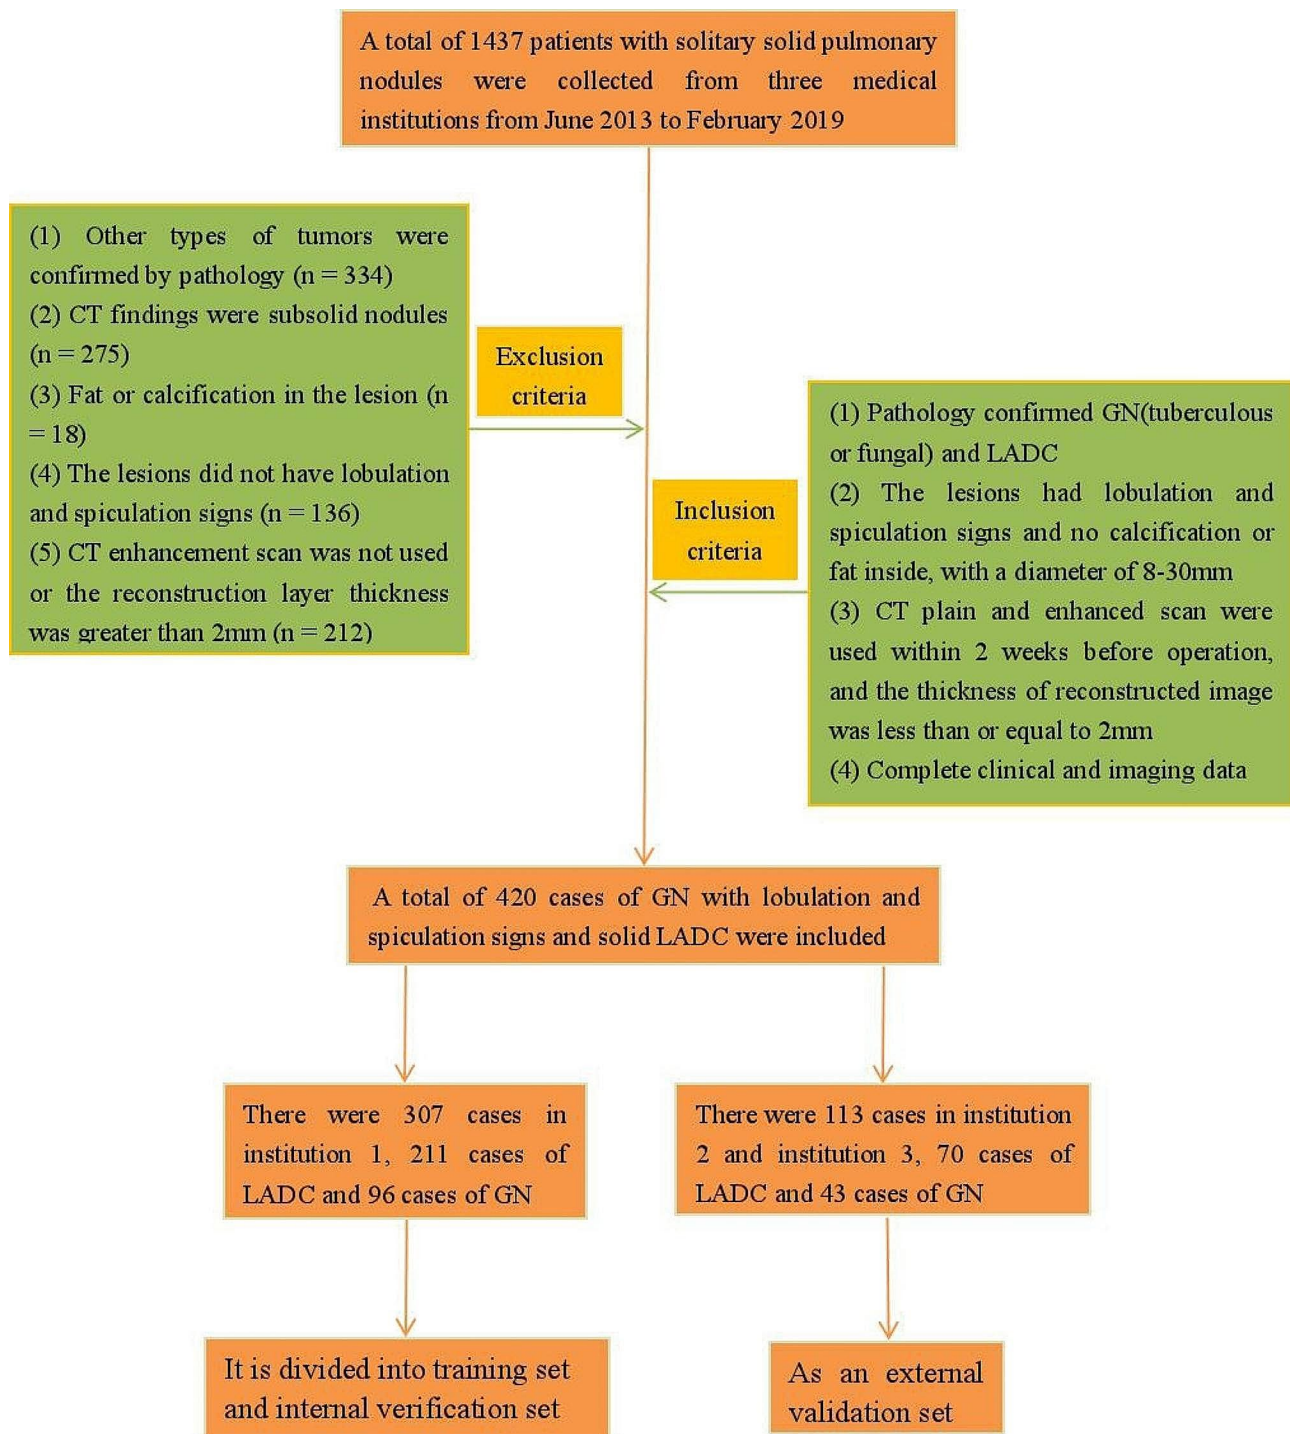 A total of 1437 patients with solitary solid pulmonary
nodules were collected from three medical
institutions from June 2013 to February 2019
(1) Other types of tumors were
confirmed by pathology (n = 334)
(2) CT findings were subsolid nodules
(n = 275)
(3) Fat or calcification in the lesion (n
= 18)
(4) The lesions did not have lobulation
and spiculation signs (n = 136)
(5) CT enhancement scan was not used
or the reconstruction layer thickness
was greater than 2mm (n = 212)
Exclusion
criteria
Inclusion
criteria
(1) Pathology confirmed GN(tuberculous
or fungal) and LADC
(2) The lesions had lobulation and
spiculation signs and no calcification or
fat inside, with a diameter of 8-30mm
(3) CT plain and enhanced scan were
used within 2 weeks before operation,
and the thickness of reconstructed image
was less than or equal to 2mm
(4) Complete clinical and imaging data
A total of 420 cases of GN with lobulation and
spiculation signs and solid LADC were included
There were 307 cases in
institution 1, 211 cases of
LADC and 96 cases of GN
There were 113 cases in institution
2 and institution 3, 70 cases of
LADC and 43 cases of GN
It is divided into training set
and internal verification set
As an external
validation set